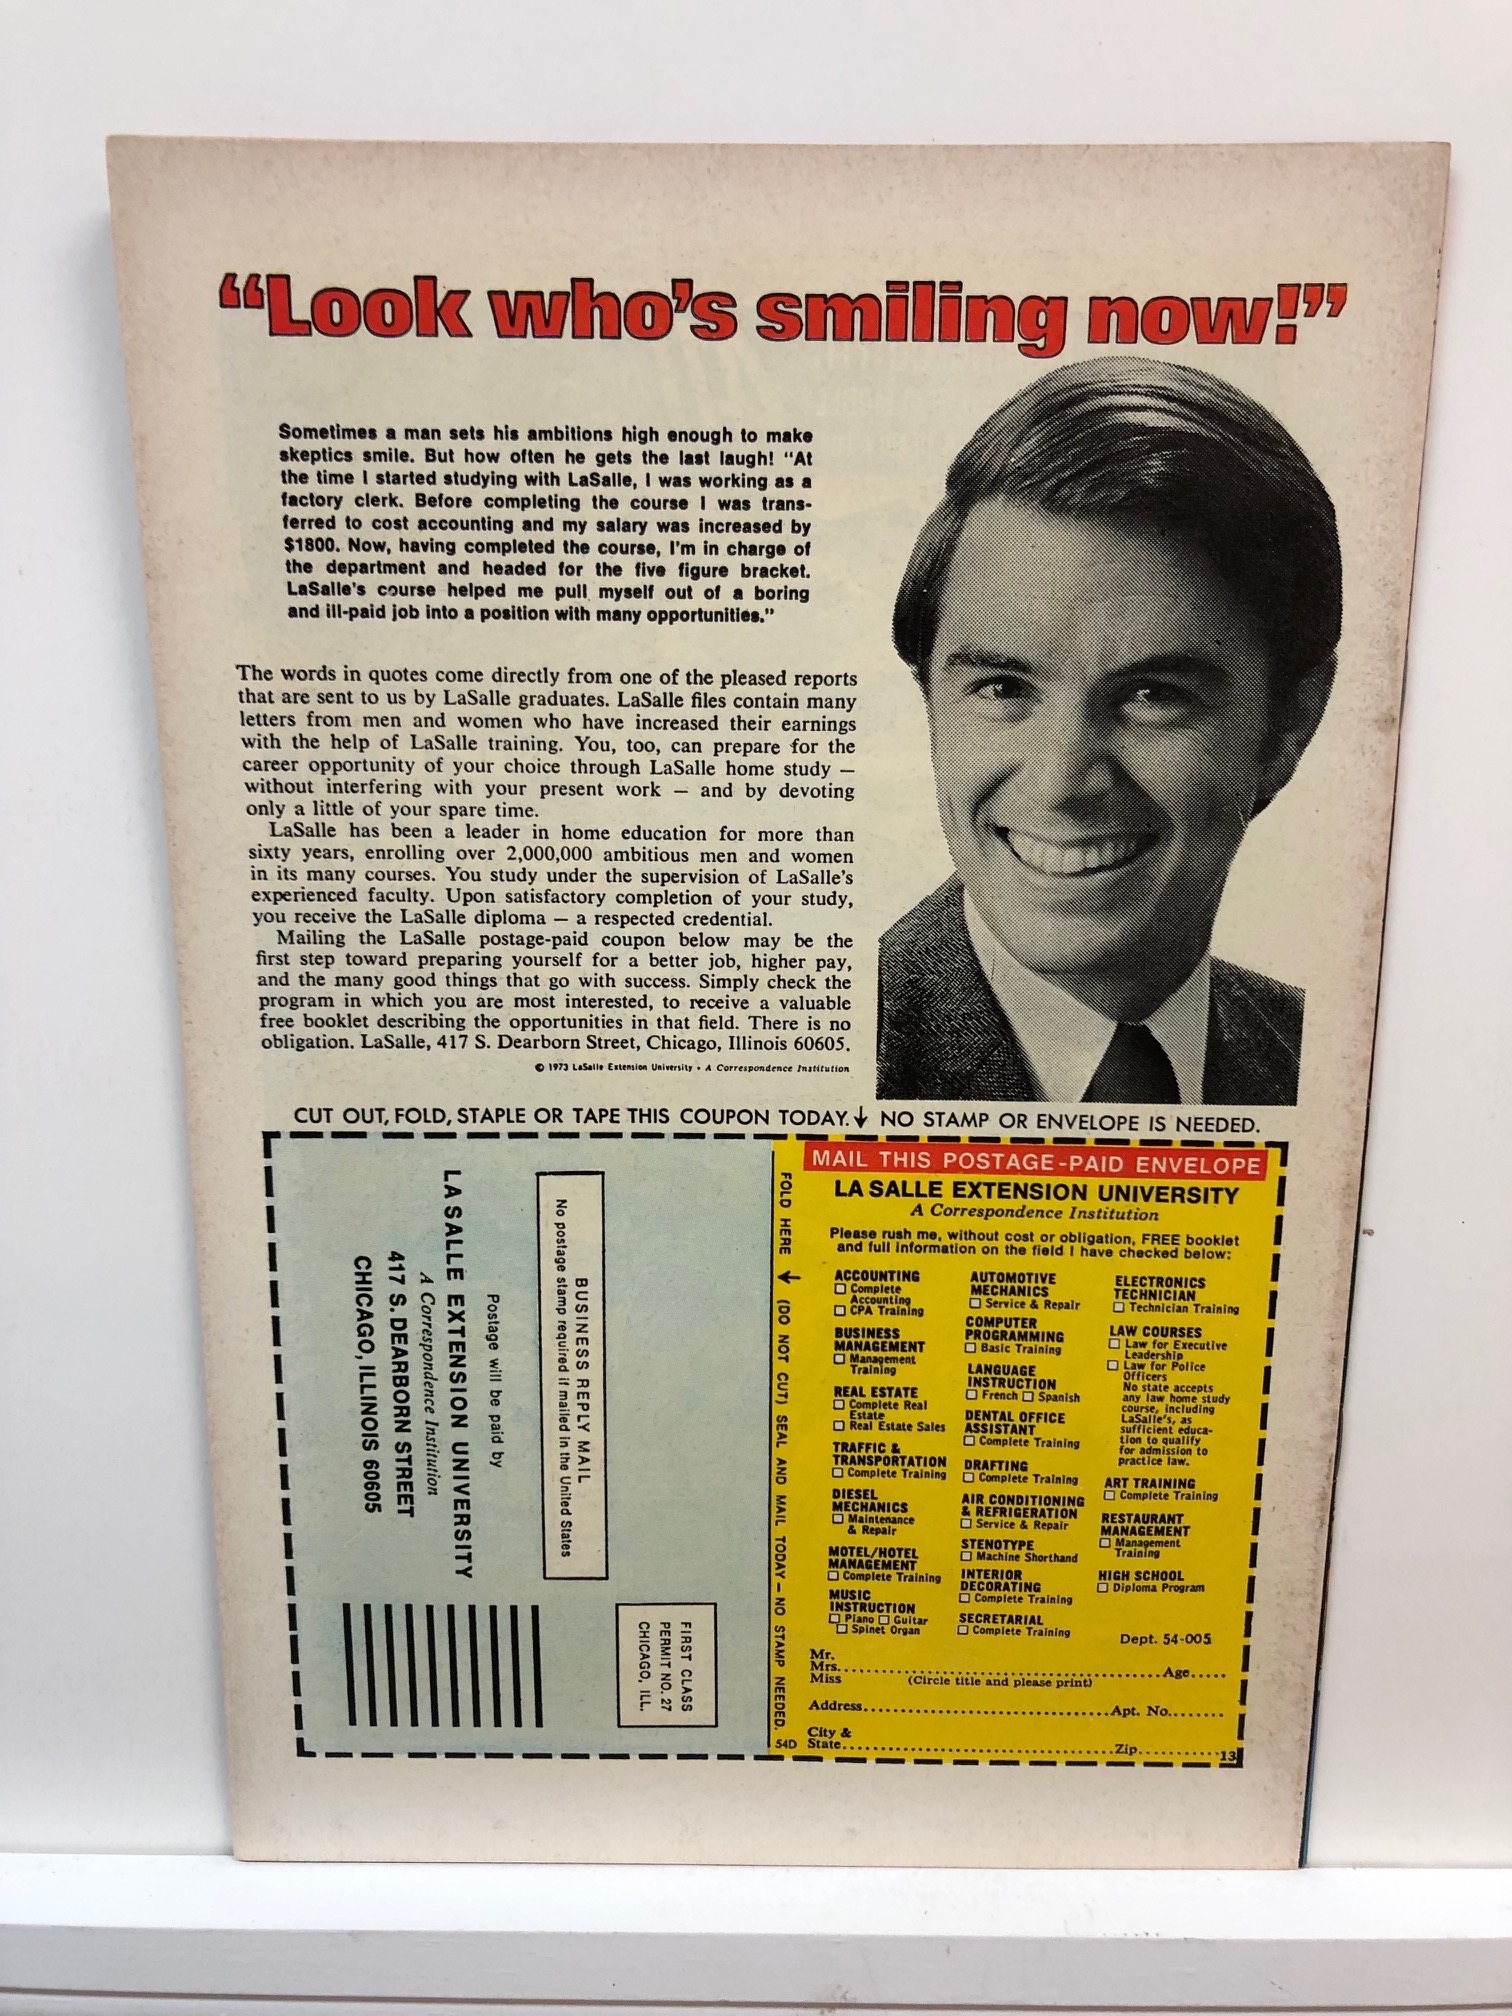 “Look who’s smiling now!”
Sometimes a man sets his ambitions high enough to make
skeptics smile. But how often he gets the last laugh! “At
the time I started studying with LaSalle, I was working as a
factory clerk. Before completing the course I was trans-
ferred to cost accounting and my salary was increased by
$1800. Now, having completed the course, I’m in charge of
the department and headed for the five figure bracket.
LaSalle’s course helped me pull myself out of a boring
and ill-paid job into a position with many opportunities.”
The words in quotes come directly from one of the pleased reports
that are sent to us by LaSalle graduates. LaSalle files contain many
letters from men and women who have increased their earnings
with the help of LaSalle training. You, too, can prepare for the
career opportunity of your choice through LaSalle home study —
without interfering with your present work — and by devoting
only a little of your spare time.
LaSalle has been a leader in home education for more than
sixty years, enrolling over 2,000,000 ambitious men and women
in its many courses. You study under the supervision of LaSalle’s
experienced faculty. Upon satisfactory completion of your study,
you receive the LaSalle diploma — a respected credential.
Mailing the LaSalle postage-paid coupon below may be the
first step toward preparing yourself for a better job, higher pay,
and the many good things that go with success. Simply check the
program in which you are most interested, to receive a valuable
free booklet describing the opportunities in that field. There is no
obligation. LaSalle, 417 S. Dearborn Street, Chicago, Illinois 60605.
© 1973 LaSalle Extension University • A Correspondence Institution
CUT OUT, FOLD, STAPLE OR TAPE THIS COUPON TODAY. ↓ NO STAMP OR ENVELOPE IS NEEDED.
FIRST CLASS
PERMIT NO. 27
CHICAGO, ILL.
BUSINESS REPLY MAIL
No postage stamp required if mailed in the United States
Postage will be paid by
LA SALLE EXTENSION UNIVERSITY
A Correspondence Institution
417 S. DEARBORN STREET
CHICAGO, ILLINOIS 60605
FOLD HERE ↓ (DO NOT CUT) SEAL AND MAIL TODAY — NO STAMP NEEDED.
54D
MAIL THIS POSTAGE-PAID ENVELOPE
LA SALLE EXTENSION UNIVERSITY
A Correspondence Institution
Please rush me, without cost or obligation, FREE booklet
and full information on the field I have checked below:
ACCOUNTING
☐ Complete
Accounting
☐ CPA Training
BUSINESS
MANAGEMENT
☐ Management
Training
REAL ESTATE
☐ Complete Real
Estate
☐ Real Estate Sales
TRAFFIC &
TRANSPORTATION
☐ Complete Training
DIESEL
MECHANICS
☐ Maintenance
& Repair
MOTEL/HOTEL
MANAGEMENT
☐ Complete Training
MUSIC
INSTRUCTION
☐ Piano ☐ Guitar
☐ Spinet Organ
AUTOMOTIVE
MECHANICS
☐ Service & Repair
COMPUTER
PROGRAMMING
☐ Basic Training
LANGUAGE
INSTRUCTION
☐ French ☐ Spanish
DENTAL OFFICE
ASSISTANT
☐ Complete Training
DRAFTING
☐ Complete Training
AIR CONDITIONING
& REFRIGERATION
☐ Service & Repair
STENOTYPE
☐ Machine Shorthand
INTERIOR
DECORATING
☐ Complete Training
SECRETARIAL
☐ Complete Training
ELECTRONICS
TECHNICIAN
☐ Technician Training
LAW COURSES
☐ Law for Executive
Leadership
☐ Law for Police
Officers
No state accepts
any law home study
course, including
LaSalle’s, as
sufficient educa-
tion to qualify
for admission to
practice law.
ART TRAINING
☐ Complete Training
RESTAURANT
MANAGEMENT
☐ Management
Training
HIGH SCHOOL
☐ Diploma Program
Dept. 54-005
Mr.
Mrs. Age
Miss (Circle title and please print)
Address Apt. No.
City &
State Zip 13